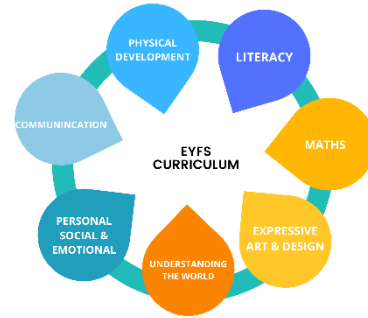 PHYSICAL
DEVELOPMENT
LITERACY
COMMUNINCATION
EYFS
CURRICULUM
MATHS
PERSONAL
SOCIAL &
EMOTIONAL
EXPRESSIVE
ART & DESIGN
UNDERSTANDING
THE WORLD